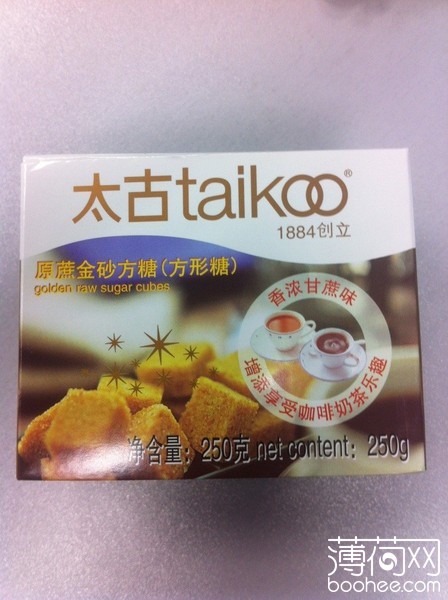 太古taikoo®
1884创立
原蔗金砂方糖(方形糖)
golden raw sugar cubes
香浓甘蔗味
增添享受咖啡奶茶乐趣
净含量：250克 net content：250g
薄荷网
boohee.com